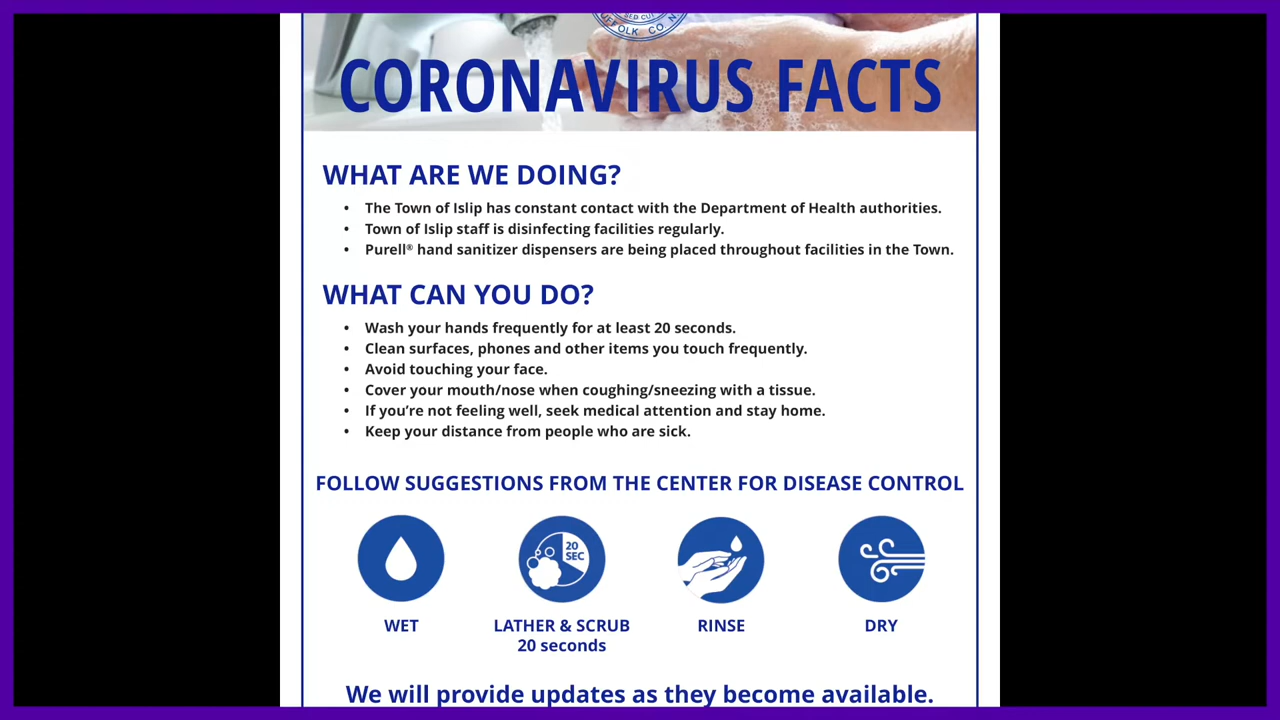 SUFFOLK CO. N.
CORONAVIRUS FACTS
WHAT ARE WE DOING?
• The Town of Islip has constant contact with the Department of Health authorities.
• Town of Islip staff is disinfecting facilities regularly.
• Purell® hand sanitizer dispensers are being placed throughout facilities in the Town.
WHAT CAN YOU DO?
• Wash your hands frequently for at least 20 seconds.
• Clean surfaces, phones and other items you touch frequently.
• Avoid touching your face.
• Cover your mouth/nose when coughing/sneezing with a tissue.
• If you’re not feeling well, seek medical attention and stay home.
• Keep your distance from people who are sick.
FOLLOW SUGGESTIONS FROM THE CENTER FOR DISEASE CONTROL
20
SEC
WET
LATHER & SCRUB
20 seconds
RINSE
DRY
We will provide updates as they become available.